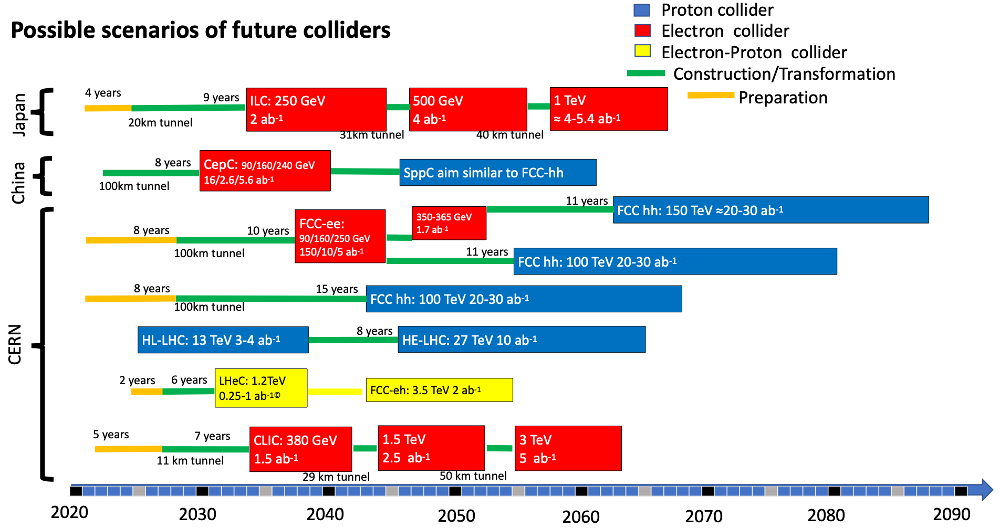 Possible scenarios of future colliders
Proton collider
Electron collider
Electron-Proton collider
Construction/Transformation
Preparation
Japan
4 years
9 years
20km tunnel
ILC: 250 GeV
2 ab-1
31km tunnel
500 GeV
4 ab-1
40 km tunnel
1 TeV
≈ 4-5.4 ab-1
China
8 years
100km tunnel
CepC: 90/160/240 GeV
16/2.6/5.6 ab-1
SppC aim similar to FCC-hh
CERN
8 years
10 years
100km tunnel
FCC-ee:
90/160/250 GeV
150/10/5 ab-1
350-365 GeV
1.7 ab-1
11 years
FCC hh: 150 TeV ≈20-30 ab-1
11 years
FCC hh: 100 TeV 20-30 ab-1
8 years
15 years
100km tunnel
FCC hh: 100 TeV 20-30 ab-1
HL-LHC: 13 TeV 3-4 ab-1
8 years
HE-LHC: 27 TeV 10 ab-1
2 years
6 years
LHeC: 1.2TeV
0.25-1 ab-1©
FCC-eh: 3.5 TeV 2 ab-1
5 years
7 years
11 km tunnel
CLIC: 380 GeV
1.5 ab-1
29 km tunnel
1.5 TeV
2.5 ab-1
50 km tunnel
3 TeV
5 ab-1
2020
2030
2040
2050
2060
2070
2080
2090